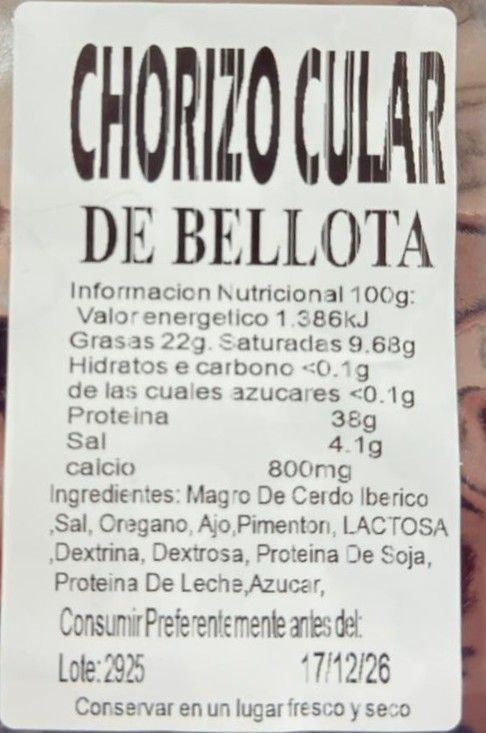 CHORIZO CULAR
DE BELLOTA
Informacion Nutricional 100g:
Valor energetico 1.386kJ
Grasas 22g. Saturadas 9.68g
Hidratos e carbono <0.1g
de las cuales azucares <0.1g
Proteina 38g
Sal 4.1g
calcio 800mg
Ingredientes: Magro De Cerdo Iberico
,Sal, Oregano, Ajo,Pimenton, LACTOSA
,Dextrina, Dextrosa, Proteina De Soja,
Proteina De Leche,Azucar,
Consumir Preferentemente antes del:
Lote: 2925 17/12/26
Conservar en un lugar fresco y seco